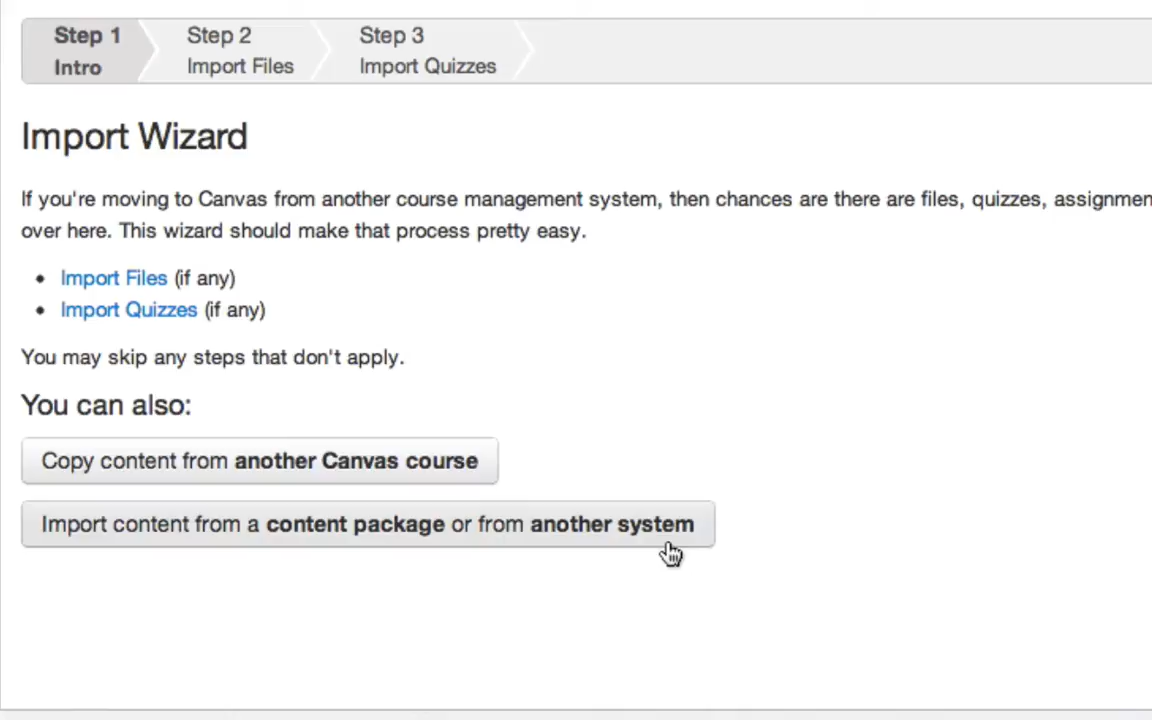 Step 1
Intro
Step 2
Import Files
Step 3
Import Quizzes
Import Wizard
If you're moving to Canvas from another course management system, then chances are there are files, quizzes, assignmen
over here. This wizard should make that process pretty easy.
• Import Files (if any)
• Import Quizzes (if any)
You may skip any steps that don't apply.
You can also:
Copy content from another Canvas course
Import content from a content package or from another system